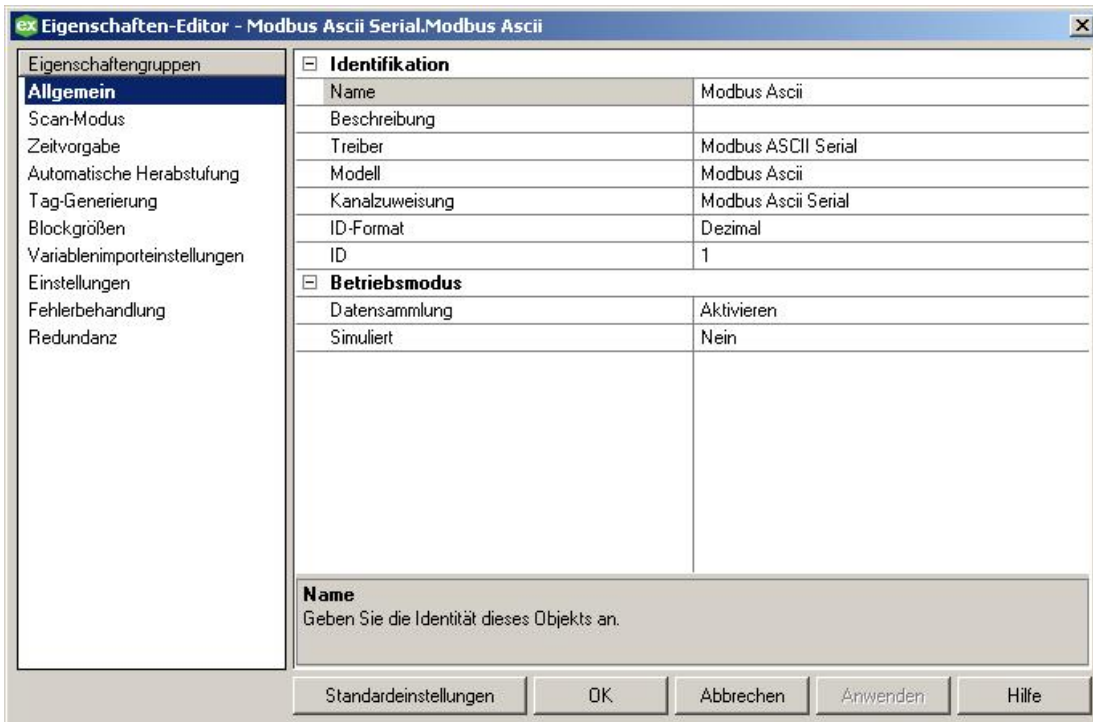 ex Eigenschaften-Editor - Modbus Ascii Serial.Modbus Ascii
Eigenschaftengruppen
Allgemein
Scan-Modus
Zeitvorgabe
Automatische Herabstufung
Tag-Generierung
Blockgrößen
Variablenimporteinstellungen
Einstellungen
Fehlerbehandlung
Redundanz
Identifikation
Name Modbus Ascii
Beschreibung
Treiber Modbus ASCII Serial
Modell Modbus Ascii
Kanalzuweisung Modbus Ascii Serial
ID-Format Dezimal
ID 1
Betriebsmodus
Datensammlung Aktivieren
Simuliert Nein
Name
Geben Sie die Identität dieses Objekts an.
Standardeinstellungen OK Abbrechen Anwenden Hilfe